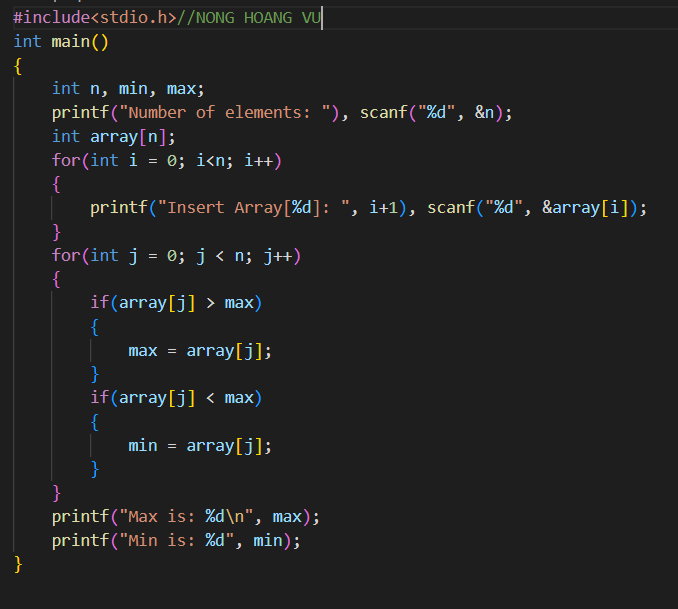 #include<stdio.h>//NONG HOANG VU
int main()
{
    int n, min, max;
    printf("Number of elements: "), scanf("%d", &n);
    int array[n];
    for(int i = 0; i<n; i++)
    {
        printf("Insert Array[%d]: ", i+1), scanf("%d", &array[i]);
    }
    for(int j = 0; j < n; j++)
    {
        if(array[j] > max)
        {
            max = array[j];
        }
        if(array[j] < max)
        {
            min = array[j];
        }
    }
    printf("Max is: %d\n", max);
    printf("Min is: %d", min);
}